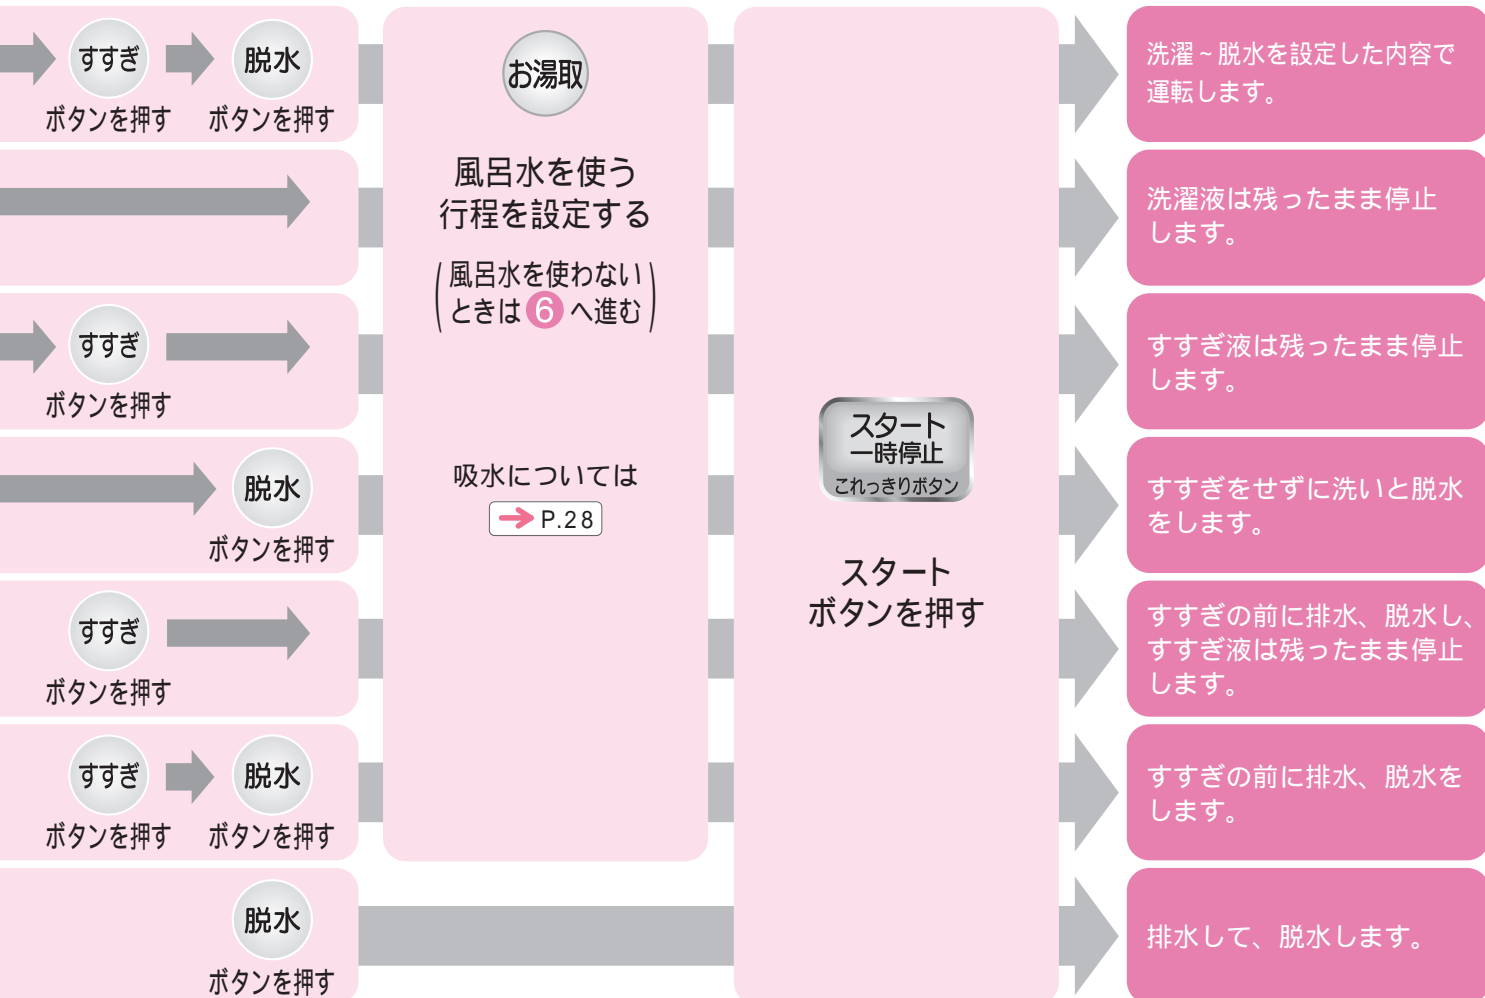 すすぎ
ボタンを押す
脱水
ボタンを押す
すすぎ
ボタンを押す
脱水
ボタンを押す
すすぎ
ボタンを押す
すすぎ
ボタンを押す
脱水
ボタンを押す
脱水
ボタンを押す
お湯取
風呂水を使う
行程を設定する
(風呂水を使わない
ときは 6 へ進む)
吸水については
→ P.28
スタート
一時停止
これっきりボタン
スタート
ボタンを押す
洗濯~脱水を設定した内容で
運転します。
洗濯液は残ったまま停止
します。
すすぎ液は残ったまま停止
します。
すすぎをせずに洗いと脱水
をします。
すすぎの前に排水、脱水し、
すすぎ液は残ったまま停止
します。
すすぎの前に排水、脱水を
します。
排水して、脱水します。